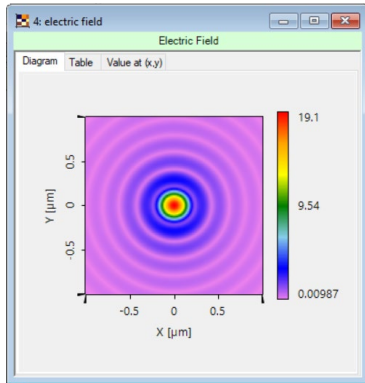 4: electric field
Electric Field
Diagram Table Value at (x,y)
19.1
9.54
0.00987
Y [µm]
0.5
0
-0.5
-0.5 0 0.5
X [µm]